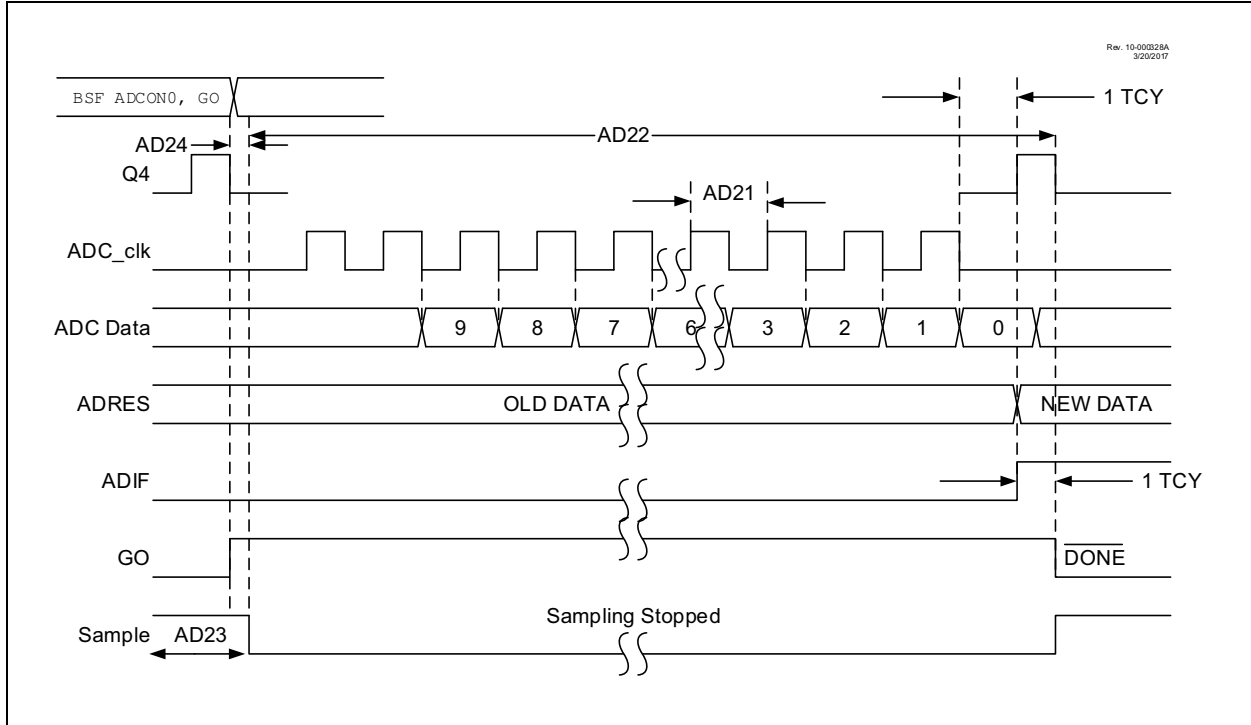 Rev. 10-000328A
3/20/2017
BSF ADCON0, GO
1 TCY
AD24
AD22
Q4
AD21
ADC_clk
ADC Data
9 8 7 6 3 2 1 0
ADRES
OLD DATA
NEW DATA
ADIF
1 TCY
GO
DONE
Sampling Stopped
Sample
AD23